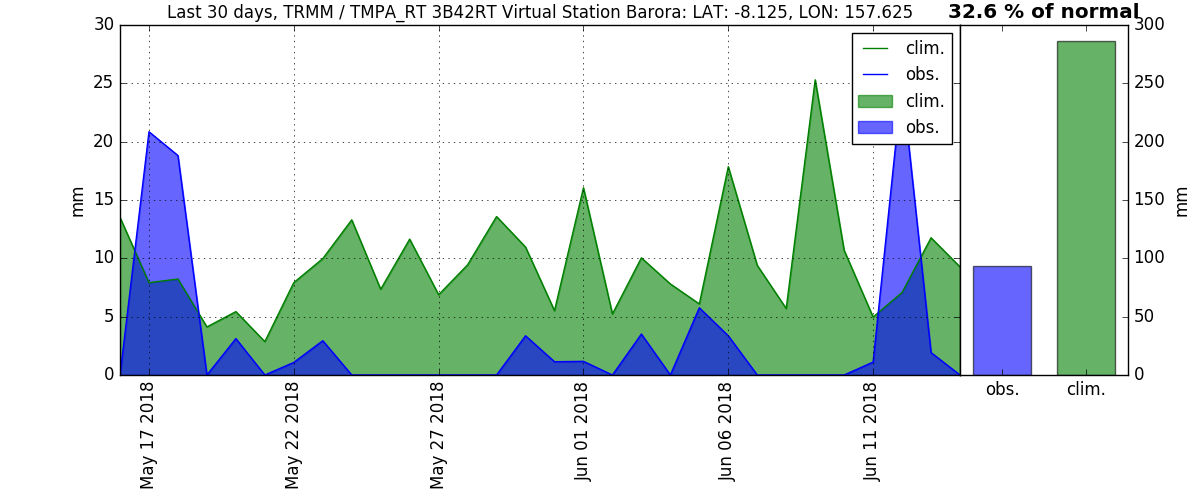 Last 30 days, TRMM / TMPA_RT 3B42RT Virtual Station Barora: LAT: -8.125, LON: 157.625
32.6 % of normal
mm
30
25
20
15
10
5
0
clim.
obs.
clim.
obs.
May 17 2018
May 22 2018
May 27 2018
Jun 01 2018
Jun 06 2018
Jun 11 2018
300
250
200
150
100
50
0
mm
obs.
clim.